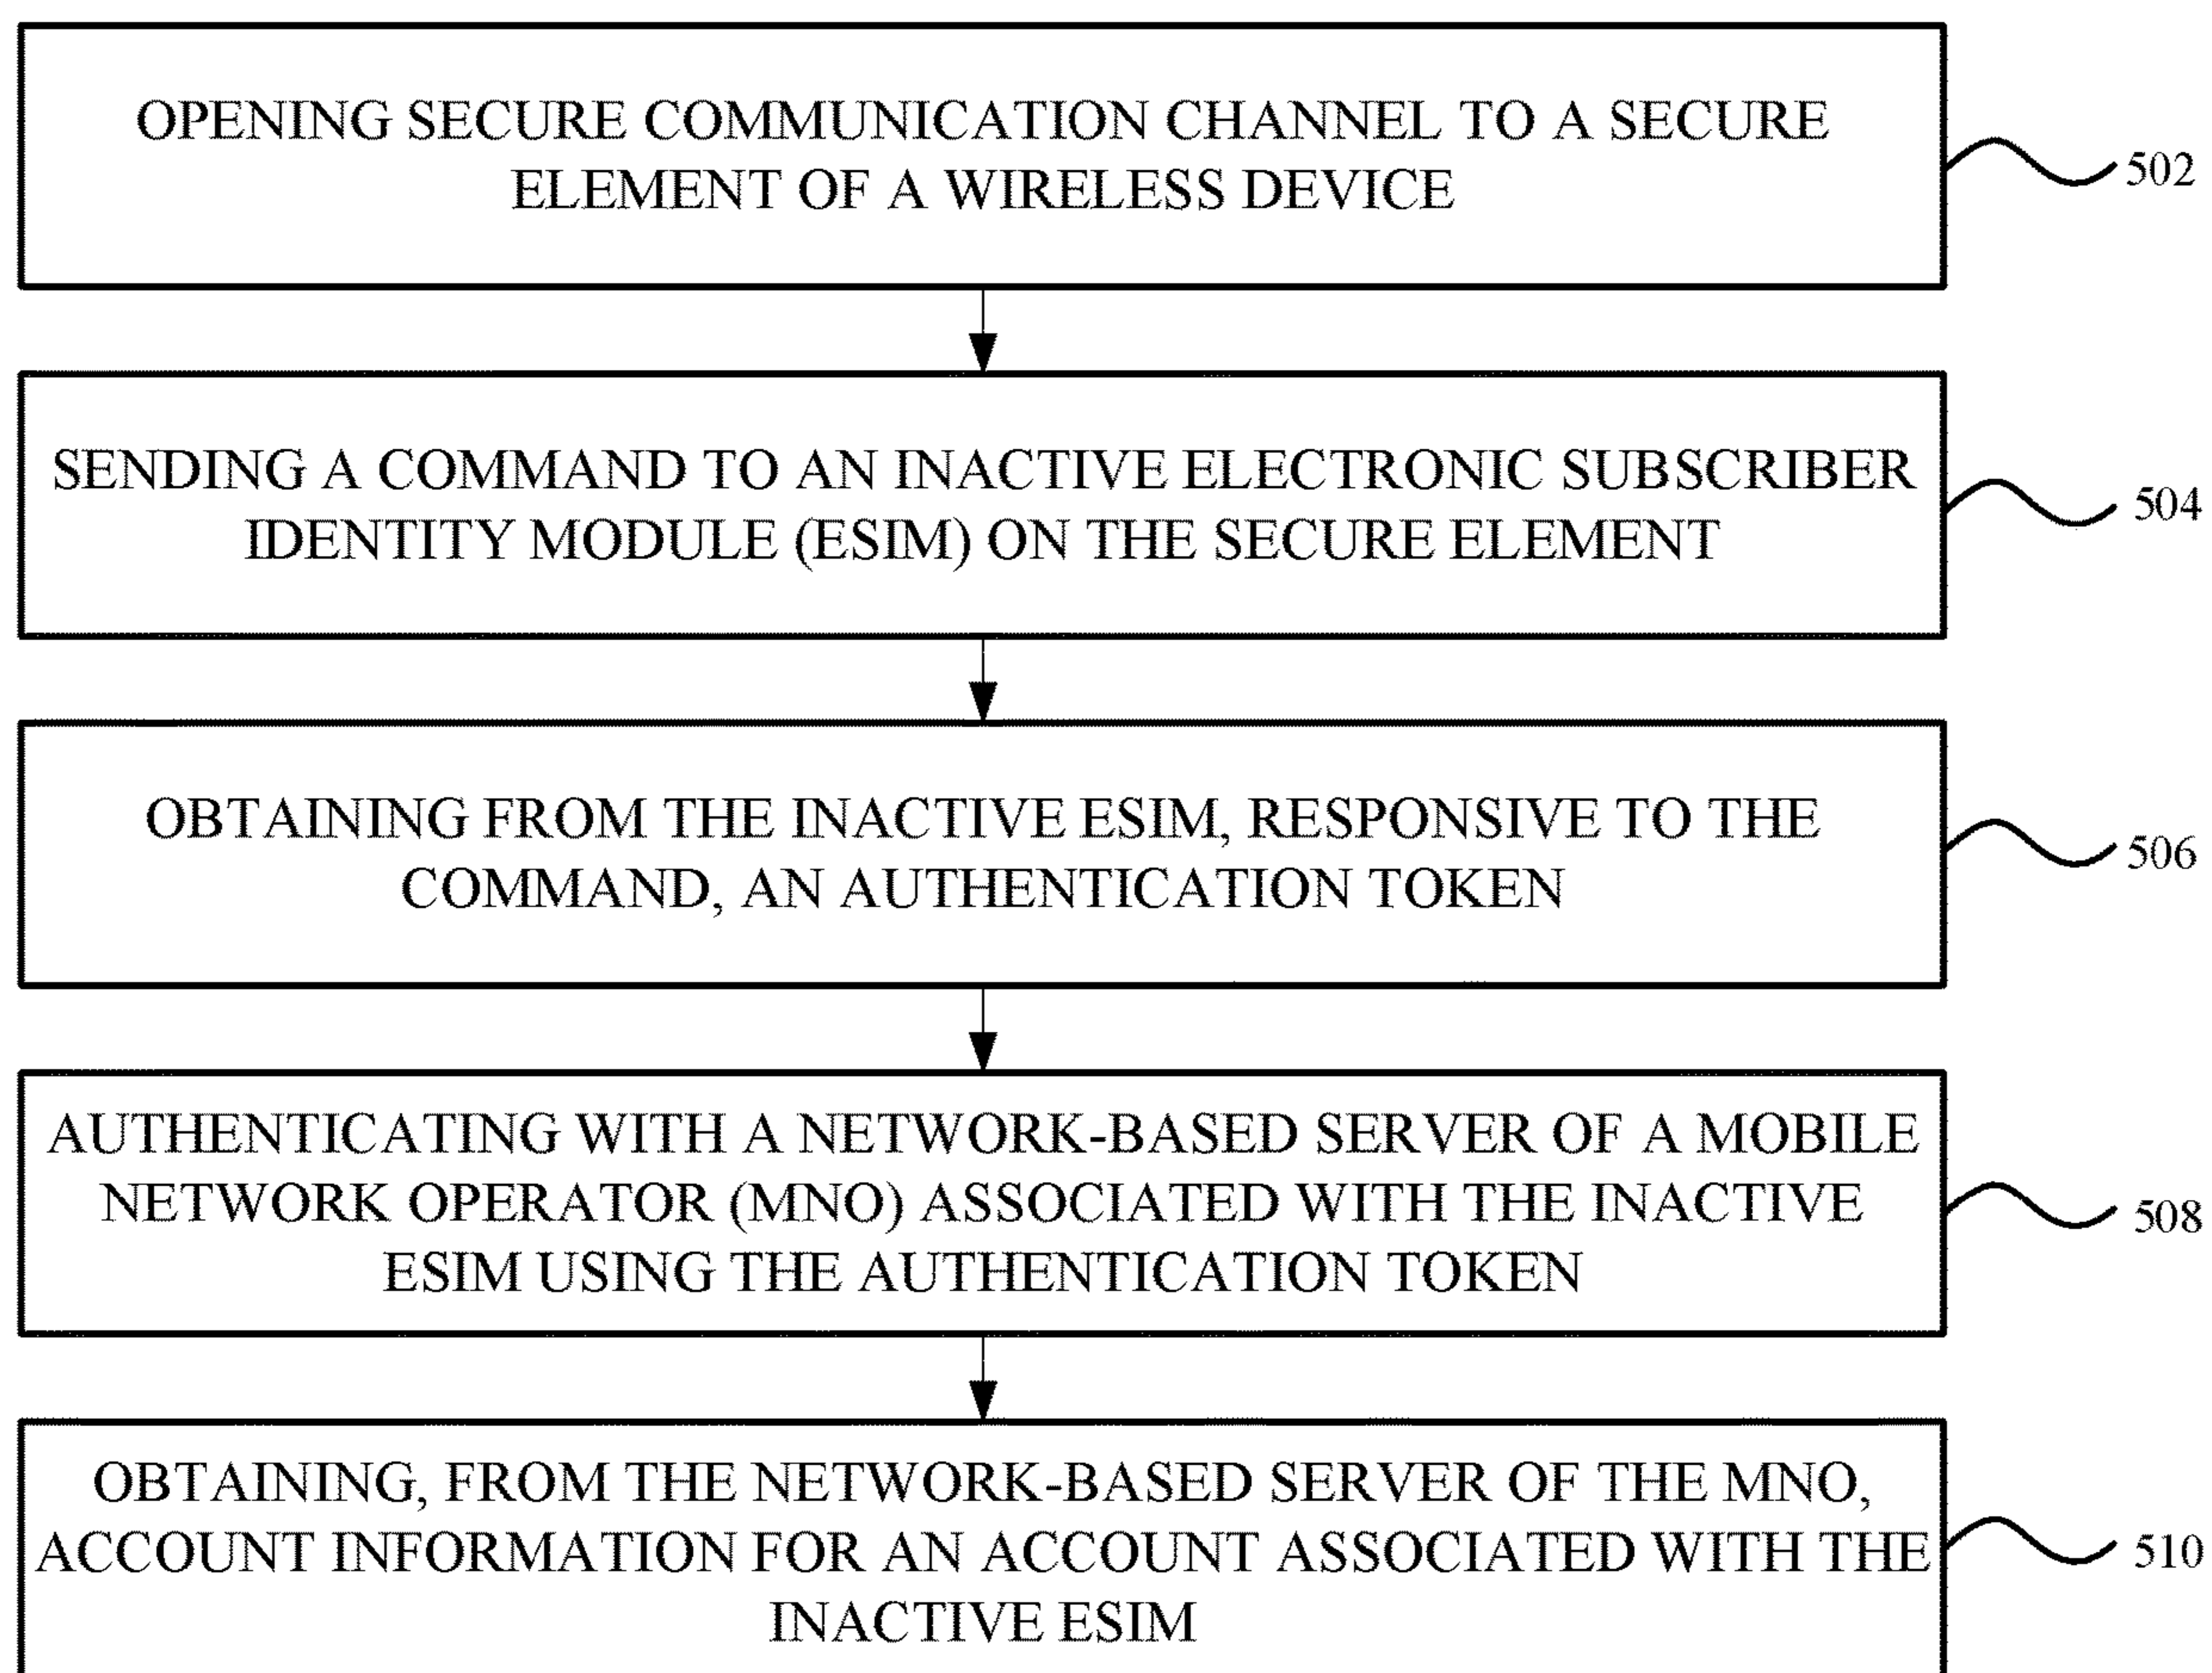 OPENING SECURE COMMUNICATION CHANNEL TO A SECURE
ELEMENT OF A WIRELESS DEVICE
502
SENDING A COMMAND TO AN INACTIVE ELECTRONIC SUBSCRIBER
IDENTITY MODULE (ESIM) ON THE SECURE ELEMENT
504
OBTAINING FROM THE INACTIVE ESIM, RESPONSIVE TO THE
COMMAND, AN AUTHENTICATION TOKEN
506
AUTHENTICATING WITH A NETWORK-BASED SERVER OF A MOBILE
NETWORK OPERATOR (MNO) ASSOCIATED WITH THE INACTIVE
ESIM USING THE AUTHENTICATION TOKEN
508
OBTAINING, FROM THE NETWORK-BASED SERVER OF THE MNO,
ACCOUNT INFORMATION FOR AN ACCOUNT ASSOCIATED WITH THE
INACTIVE ESIM
510